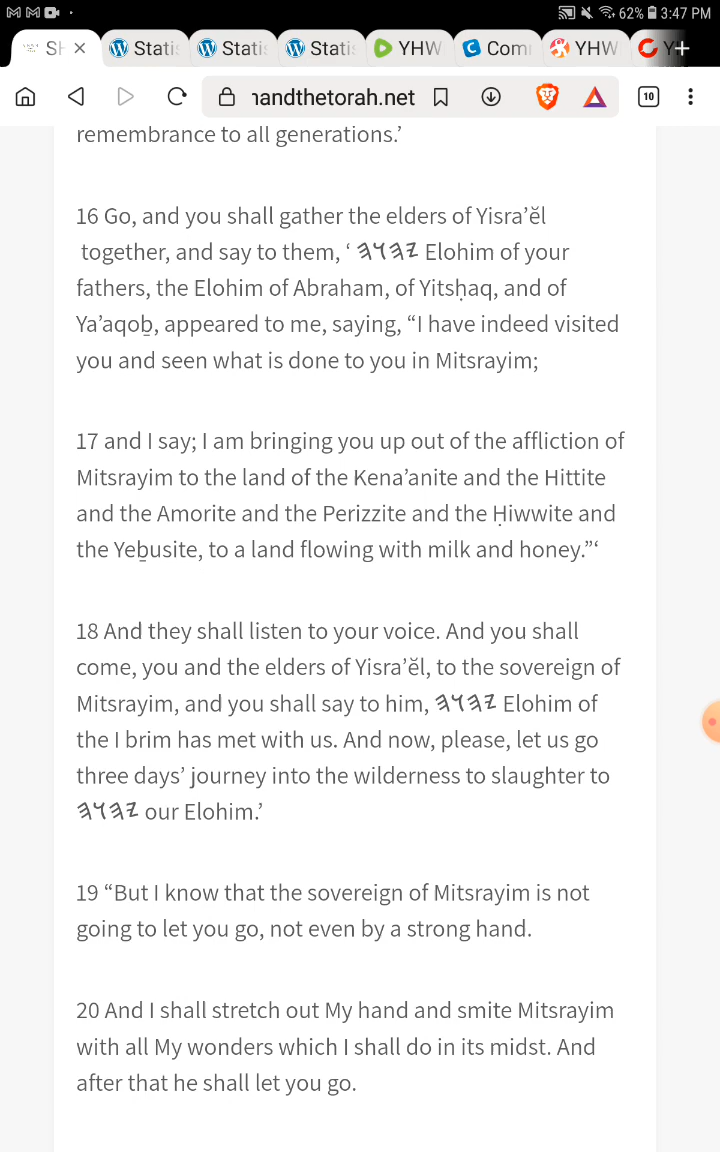 62% 3:47 PM
SH Statis Statis Statis YHW Com YHW
10
handthetorah.net
remembrance to all generations.’
16 Go, and you shall gather the elders of Yisra’ĕl
together, and say to them, ‘ 𐤉𐤄𐤅𐤄 Elohim of your
fathers, the Elohim of Abraham, of Yitsḥaq, and of
Ya’aqoḇ, appeared to me, saying, “I have indeed visited
you and seen what is done to you in Mitsrayim;
17 and I say; I am bringing you up out of the affliction of
Mitsrayim to the land of the Kena’anite and the Hittite
and the Amorite and the Perizzite and the Ḥiwwite and
the Yeḇusite, to a land flowing with milk and honey.”‘
18 And they shall listen to your voice. And you shall
come, you and the elders of Yisra’ĕl, to the sovereign of
Mitsrayim, and you shall say to him, 𐤉𐤄𐤅𐤄 Elohim of
the I brim has met with us. And now, please, let us go
three days’ journey into the wilderness to slaughter to
𐤉𐤄𐤅𐤄 our Elohim.’
19 “But I know that the sovereign of Mitsrayim is not
going to let you go, not even by a strong hand.
20 And I shall stretch out My hand and smite Mitsrayim
with all My wonders which I shall do in its midst. And
after that he shall let you go.